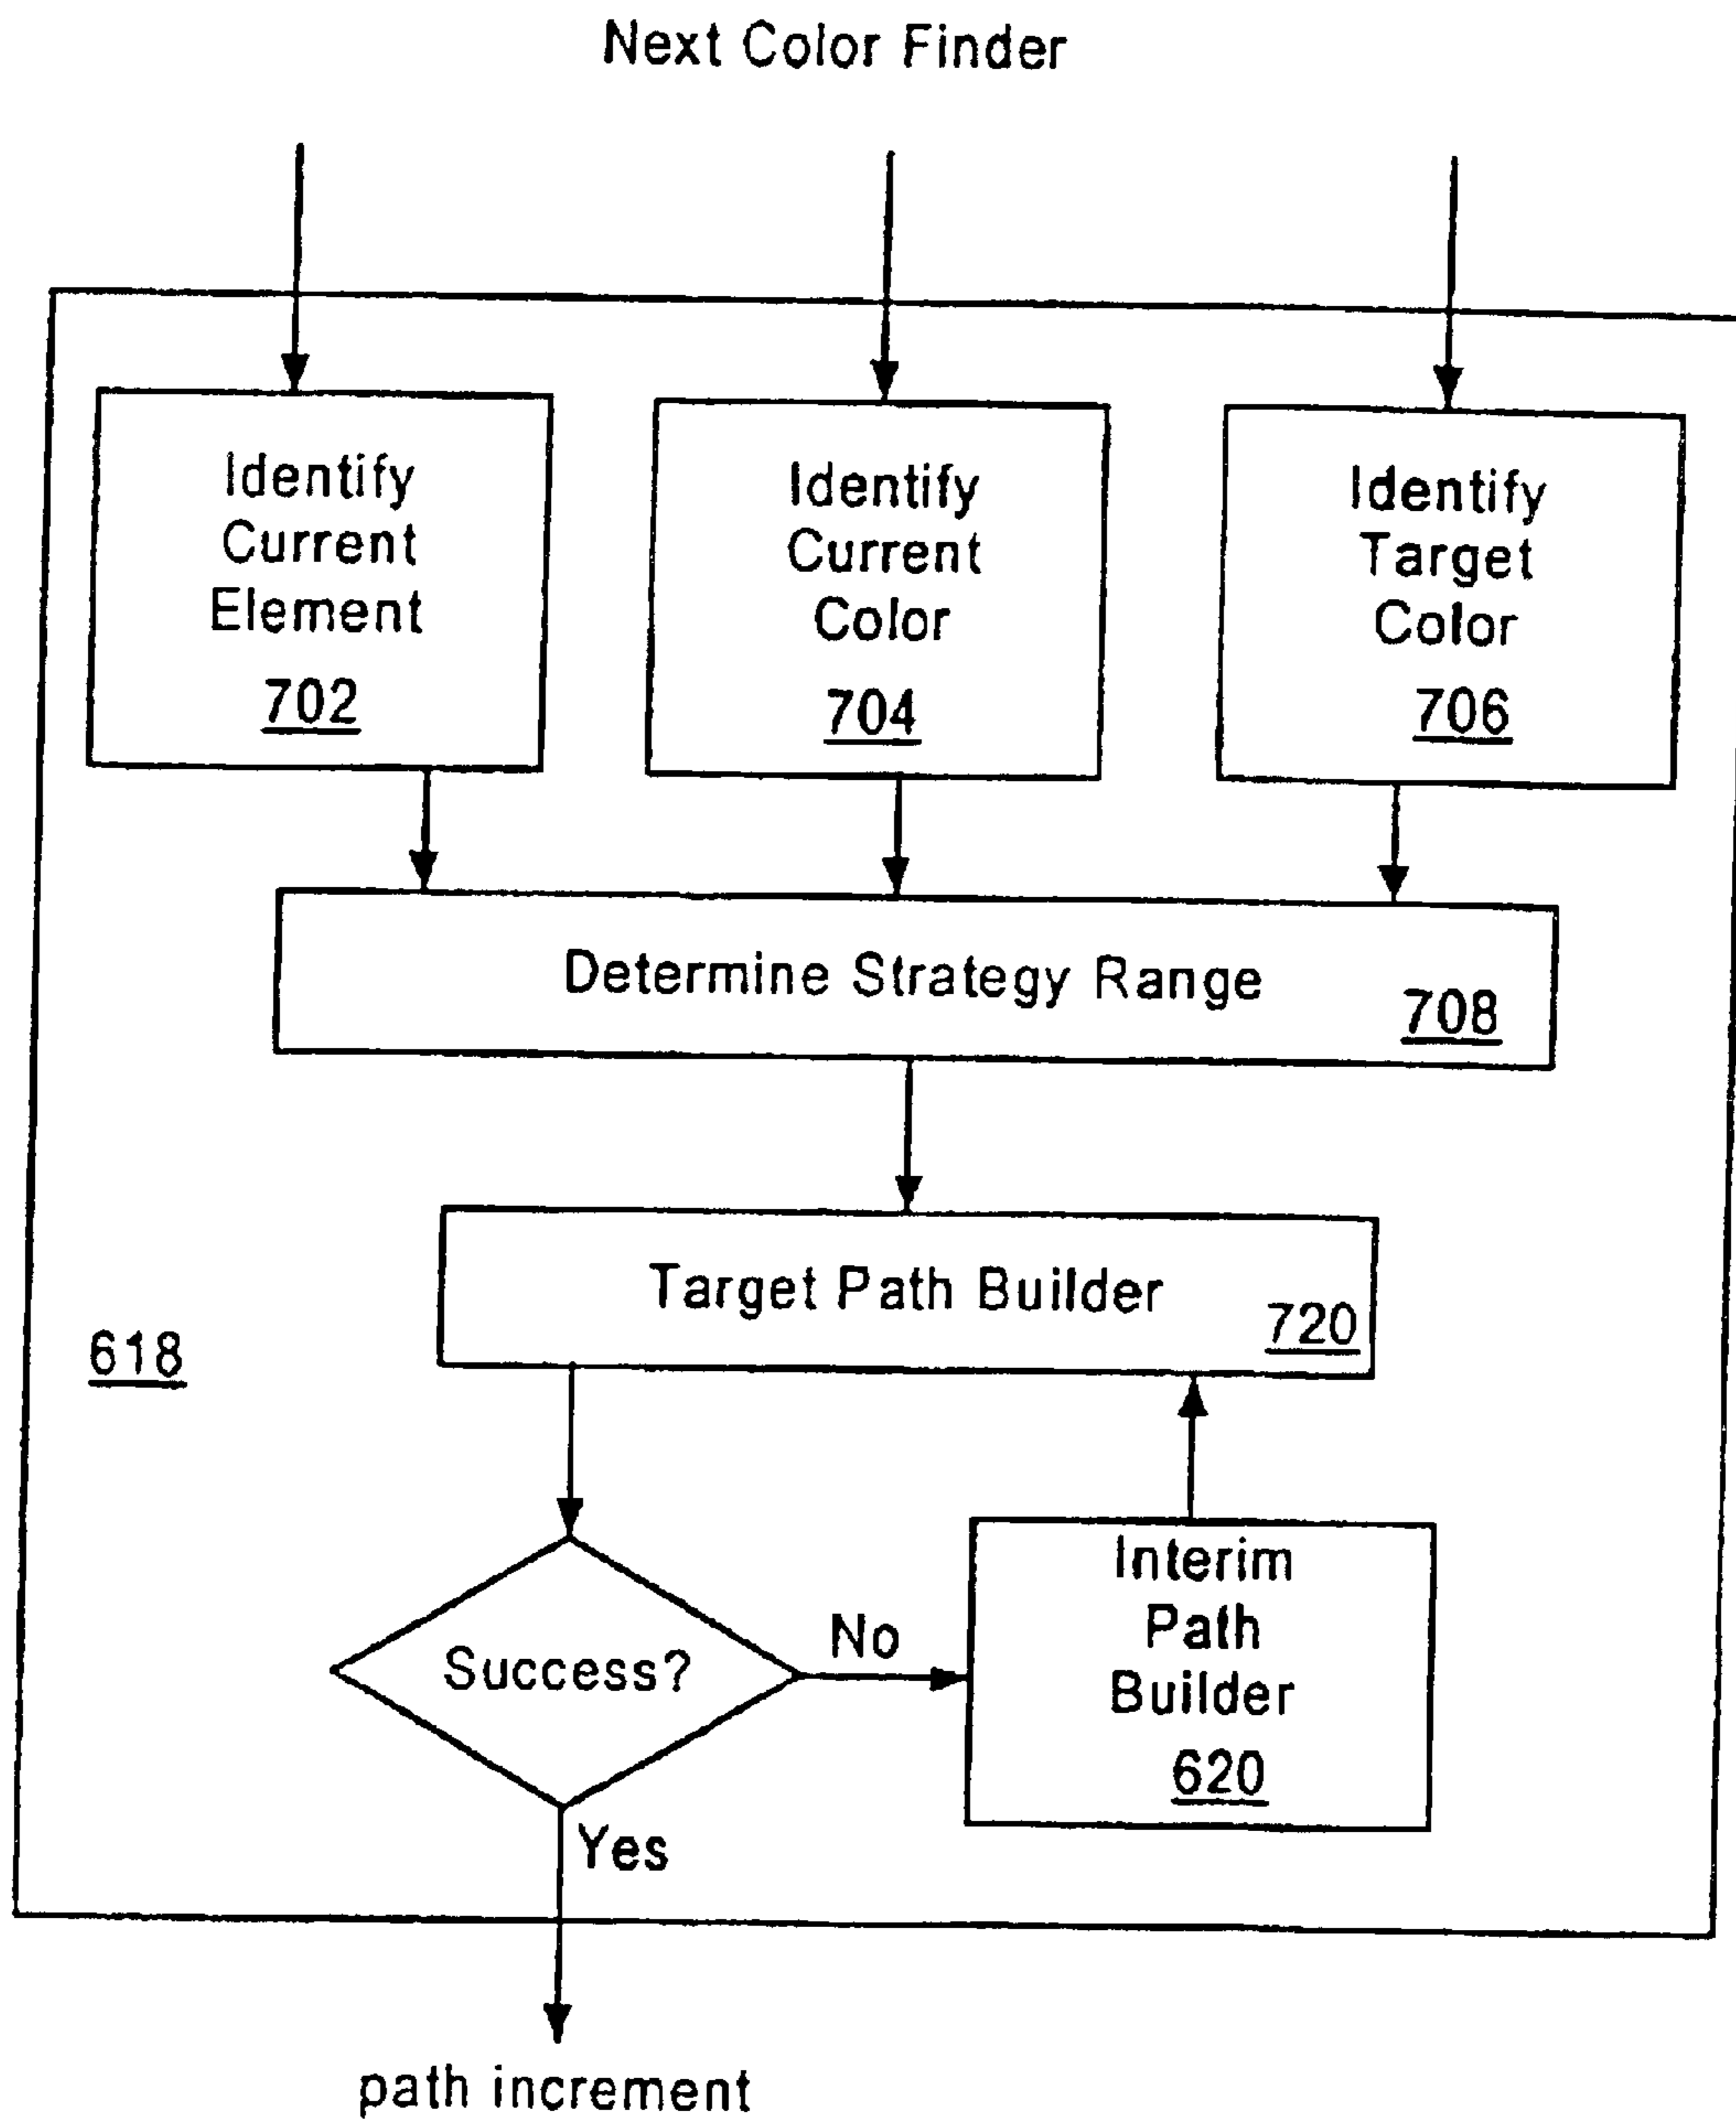 Next Color Finder
Identify
Current
Element
702
Identify
Current
Color
704
Identify
Target
Color
706
Determine Strategy Range
708
Target Path Builder
720
618
Success?
No
Interim
Path
Builder
620
Yes
path increment